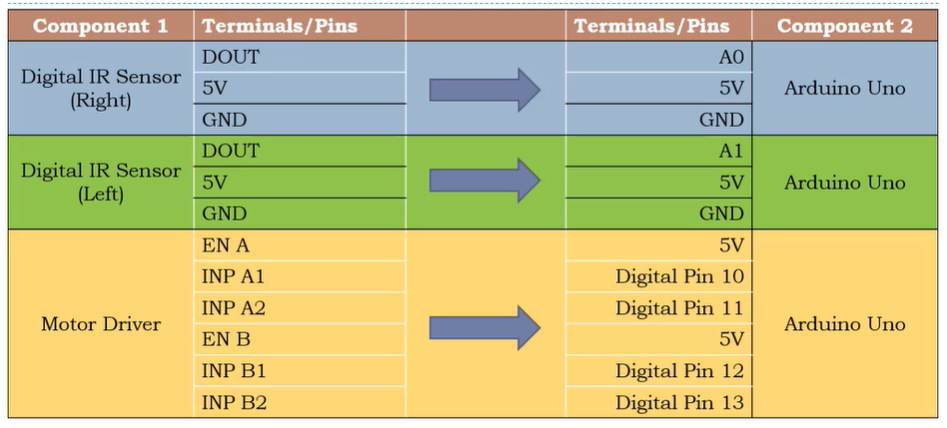 Component 1 Terminals/Pins Terminals/Pins Component 2
Digital IR Sensor
(Right)
DOUT A0
5V 5V
GND GND
Arduino Uno
Digital IR Sensor
(Left)
DOUT A1
5V 5V
GND GND
Arduino Uno
Motor Driver
EN A 5V
INP A1 Digital Pin 10
INP A2 Digital Pin 11
EN B 5V
INP B1 Digital Pin 12
INP B2 Digital Pin 13
Arduino Uno